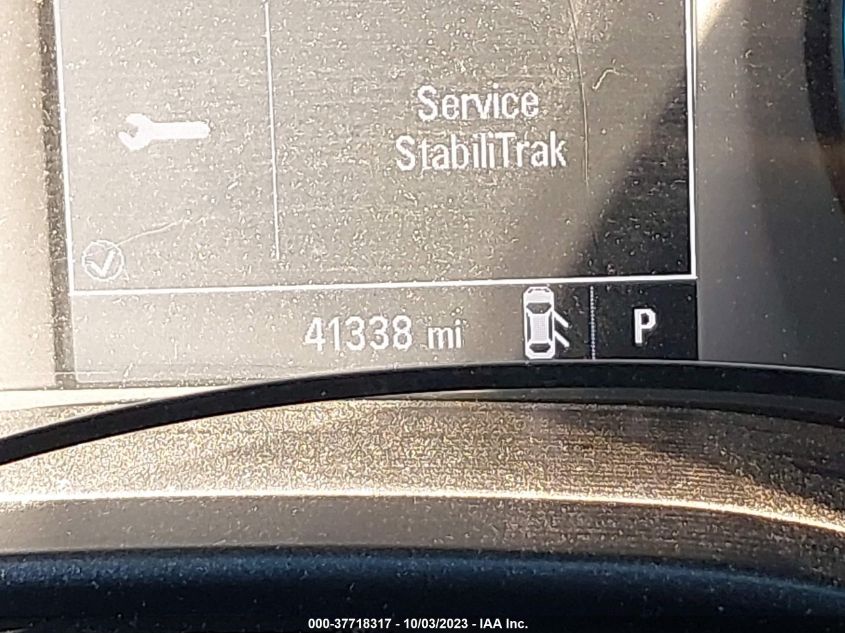 Service
StabiliTrak
41338 mi
P
000-37718317 - 10/03/2023 - IAA Inc.